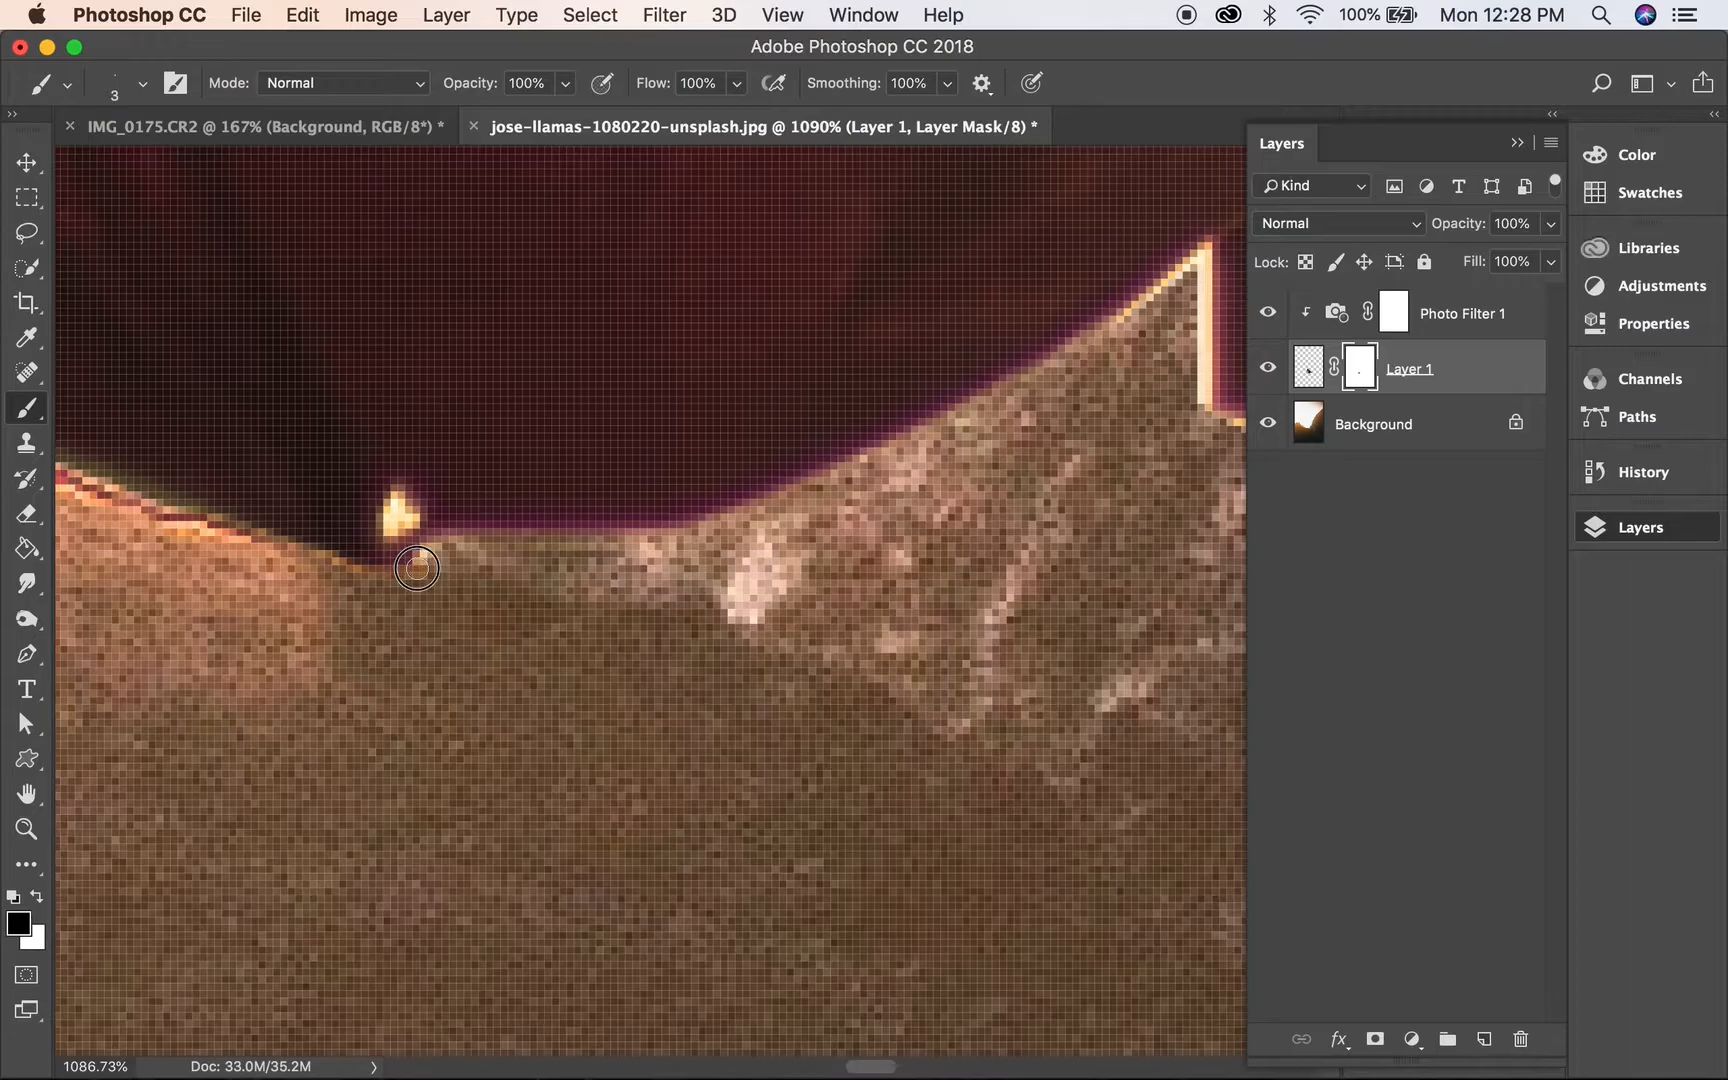 Photoshop CC File Edit Image Layer Type Select Filter 3D View Window Help 100% Mon 12:28 PM
Adobe Photoshop CC 2018
3 Mode: Normal Opacity: 100% Flow: 100% Smoothing: 100%
IMG_0175.CR2 @ 167% (Background, RGB/8*) * jose-llamas-1080220-unsplash.jpg @ 1090% (Layer 1, Layer Mask/8) *
Layers
Kind
Normal Opacity: 100%
Lock: Fill: 100%
Photo Filter 1
Layer 1
Background
Color
Swatches
Libraries
Adjustments
Properties
Channels
Paths
History
Layers
1086.73% Doc: 33.0M/35.2M